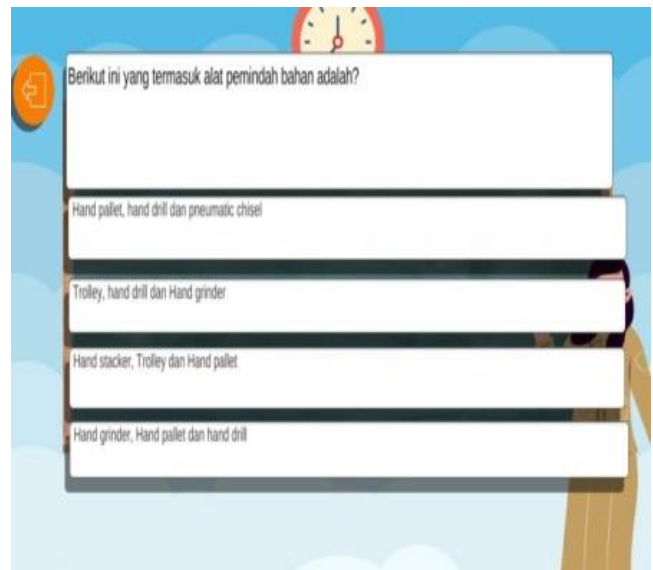 Berikut ini yang termasuk alat pemindah bahan adalah?
Hand pallet, hand drill dan pneumatic chisel
Trolley, hand drill dan Hand grinder
Hand stacker, Trolley dan Hand pallet
Hand grinder, Hand pallet dan hand drill